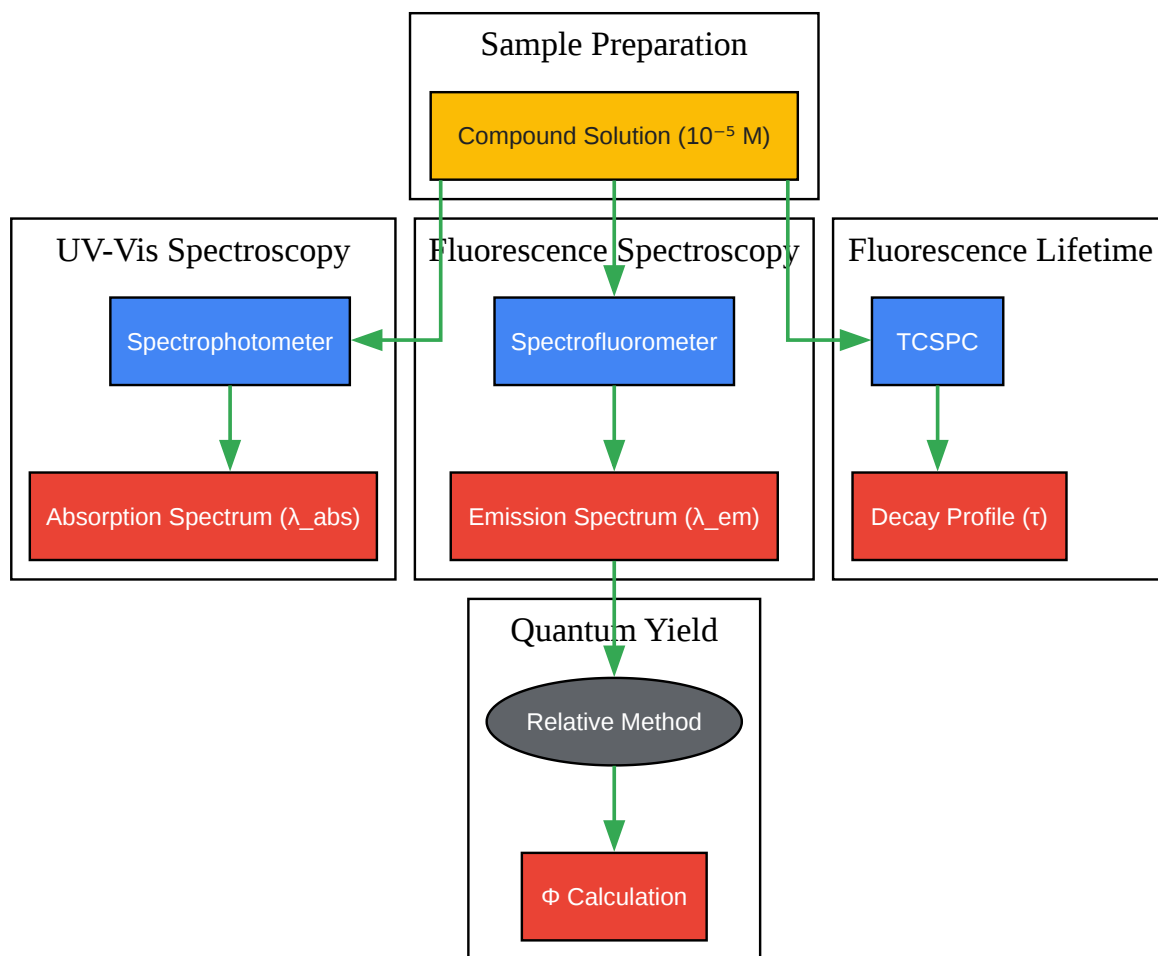 Sample Preparation
Compound Solution (10⁻⁵ M)
UV-Vis Spectroscopy
Fluorescence Spectroscopy
Fluorescence Lifetime
Spectrophotometer
Spectrofluorometer
TCSPC
Absorption Spectrum (λ_abs)
Emission Spectrum (λ_em)
Decay Profile (τ)
Quantum Yield
Relative Method
Φ Calculation